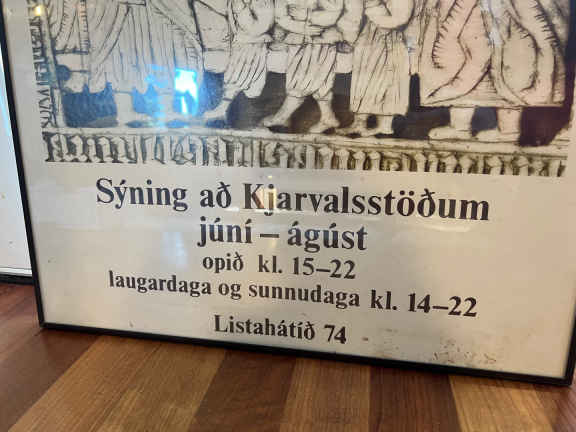 Sýning að Kjarvalsstöðum
júní – ágúst
opið kl. 15–22
laugardaga og sunnudaga kl. 14–22
Listahátíð 74